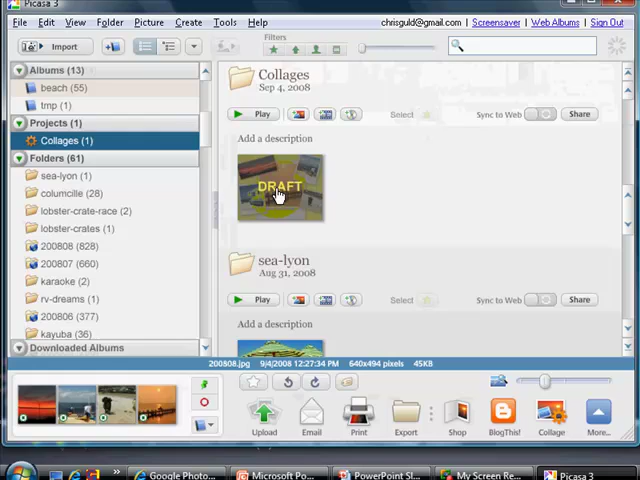 Picasa 3
File Edit View Folder Picture Create Tools Help
chrisguld@gmail.com Screensaver Web Albums Sign Out
Import
Filters
Albums (13)
beach (55)
tmp (1)
Projects (1)
Collages (1)
Folders (61)
sea-lyon (1)
columcille (28)
lobster-crate-race (2)
lobster-crates (1)
200808 (828)
200807 (660)
karaoke (2)
rv-dreams (1)
200806 (377)
kayuba (36)
Downloaded Albums
Collages
Sep 4, 2008
Play
Select
Sync to Web
Share
Add a description
DRAFT
sea-lyon
Aug 31, 2008
Play
Select
Sync to Web
Share
Add a description
200808.jpg 9/4/2008 12:27:34 PM 640x494 pixels 45KB
Upload
Email
Print
Export
Shop
BlogThis!
Collage
More...
Google Photo...
Microsoft Po...
PowerPoint Sl...
My Screen Re...
Picasa 3